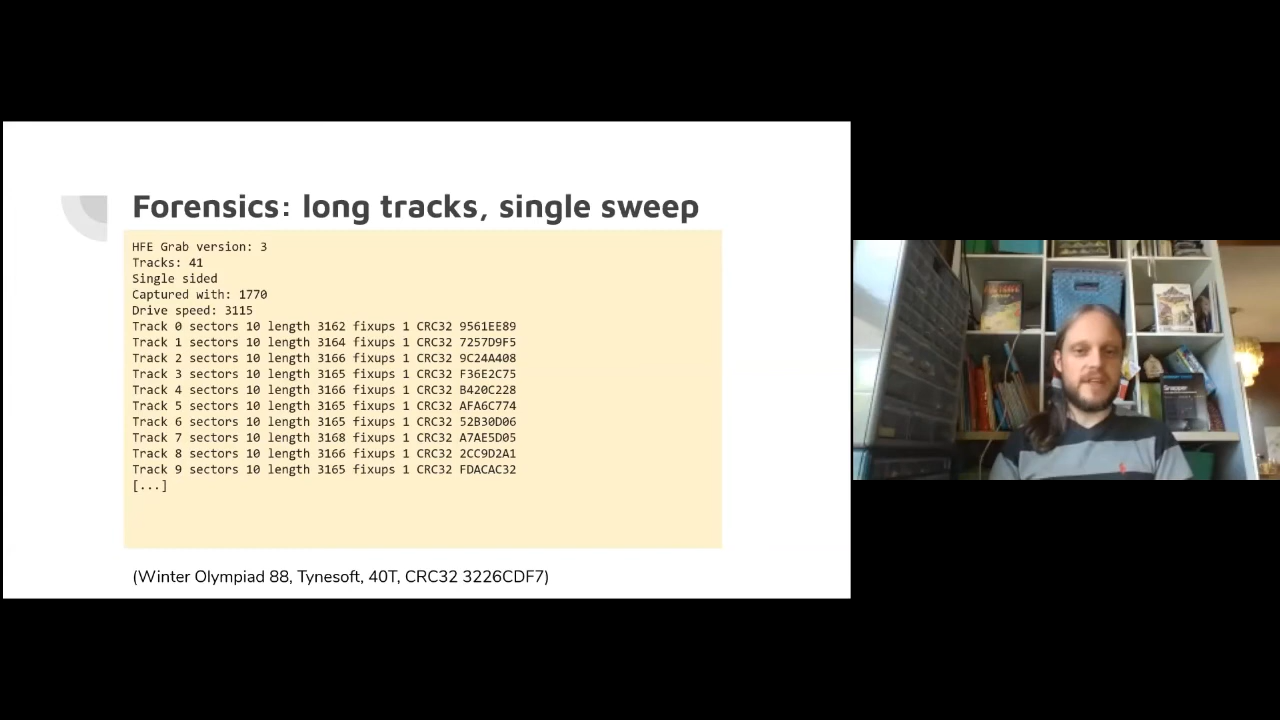 Forensics: long tracks, single sweep
HFE Grab version: 3
Tracks: 41
Single sided
Captured with: 1770
Drive speed: 3115
Track 0 sectors 10 length 3162 fixups 1 CRC32 9561EE89
Track 1 sectors 10 length 3164 fixups 1 CRC32 7257D9F5
Track 2 sectors 10 length 3166 fixups 1 CRC32 9C24A408
Track 3 sectors 10 length 3165 fixups 1 CRC32 F36E2C75
Track 4 sectors 10 length 3166 fixups 1 CRC32 B420C228
Track 5 sectors 10 length 3165 fixups 1 CRC32 AFA6C774
Track 6 sectors 10 length 3165 fixups 1 CRC32 52B30D06
Track 7 sectors 10 length 3168 fixups 1 CRC32 A7AE5D05
Track 8 sectors 10 length 3166 fixups 1 CRC32 2CC9D2A1
Track 9 sectors 10 length 3165 fixups 1 CRC32 FDACAC32
[...]
(Winter Olympiad 88, Tynesoft, 40T, CRC32 3226CDF7)
Snapper